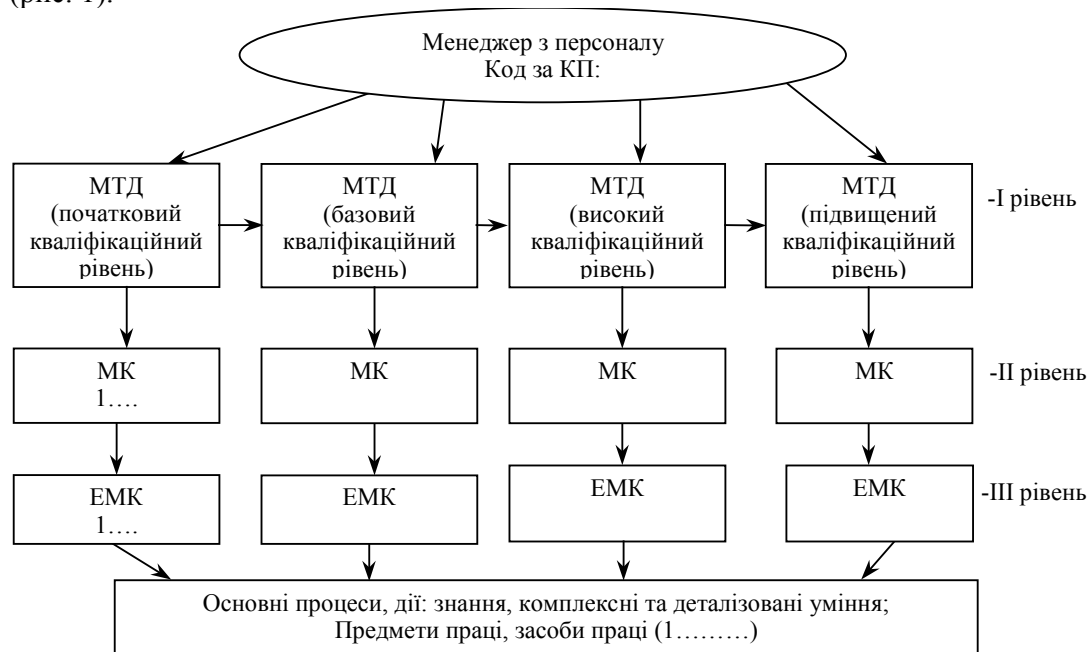 (рис. 1).
Менеджер з персоналу
Код за КП:
МТД
(початковий
кваліфікаційний
рівень)
МТД
(базовий
кваліфікаційний
рівень)
МТД
(високий
кваліфікаційний
рівень)
МТД
(підвищений
кваліфікаційний
рівень)
-І рівень
МК
1….
МК
МК
МК
-ІІ рівень
ЕМК
1….
ЕМК
ЕМК
ЕМК
-ІІІ рівень
Основні процеси, дії: знання, комплексні та деталізовані уміння;
Предмети праці, засоби праці (1………)